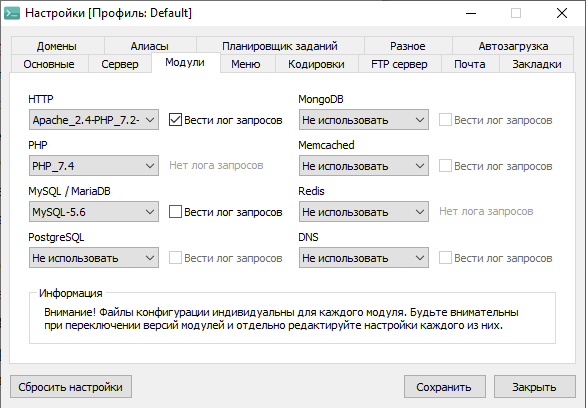 Настройки [Профиль: Default]
Домены Алиасы Планировщик заданий Разное Автозагрузка
Основные Сервер Модули Меню Кодировки FTP сервер Почта Закладки
HTTP MongoDB
Apache_2.4-PHP_7.2- Вести лог запросов Не использовать Вести лог запросов
PHP Memcached
PHP_7.4 Нет лога запросов Не использовать Вести лог запросов
MySQL / MariaDB Redis
MySQL-5.6 Вести лог запросов Не использовать Нет лога запросов
PostgreSQL DNS
Не использовать Вести лог запросов Не использовать Вести лог запросов
Информация
Внимание! Файлы конфигурации индивидуальны для каждого модуля. Будьте внимательны
при переключении версий модулей и отдельно редактируйте настройки каждого из них.
Сбросить настройки Сохранить Закрыть